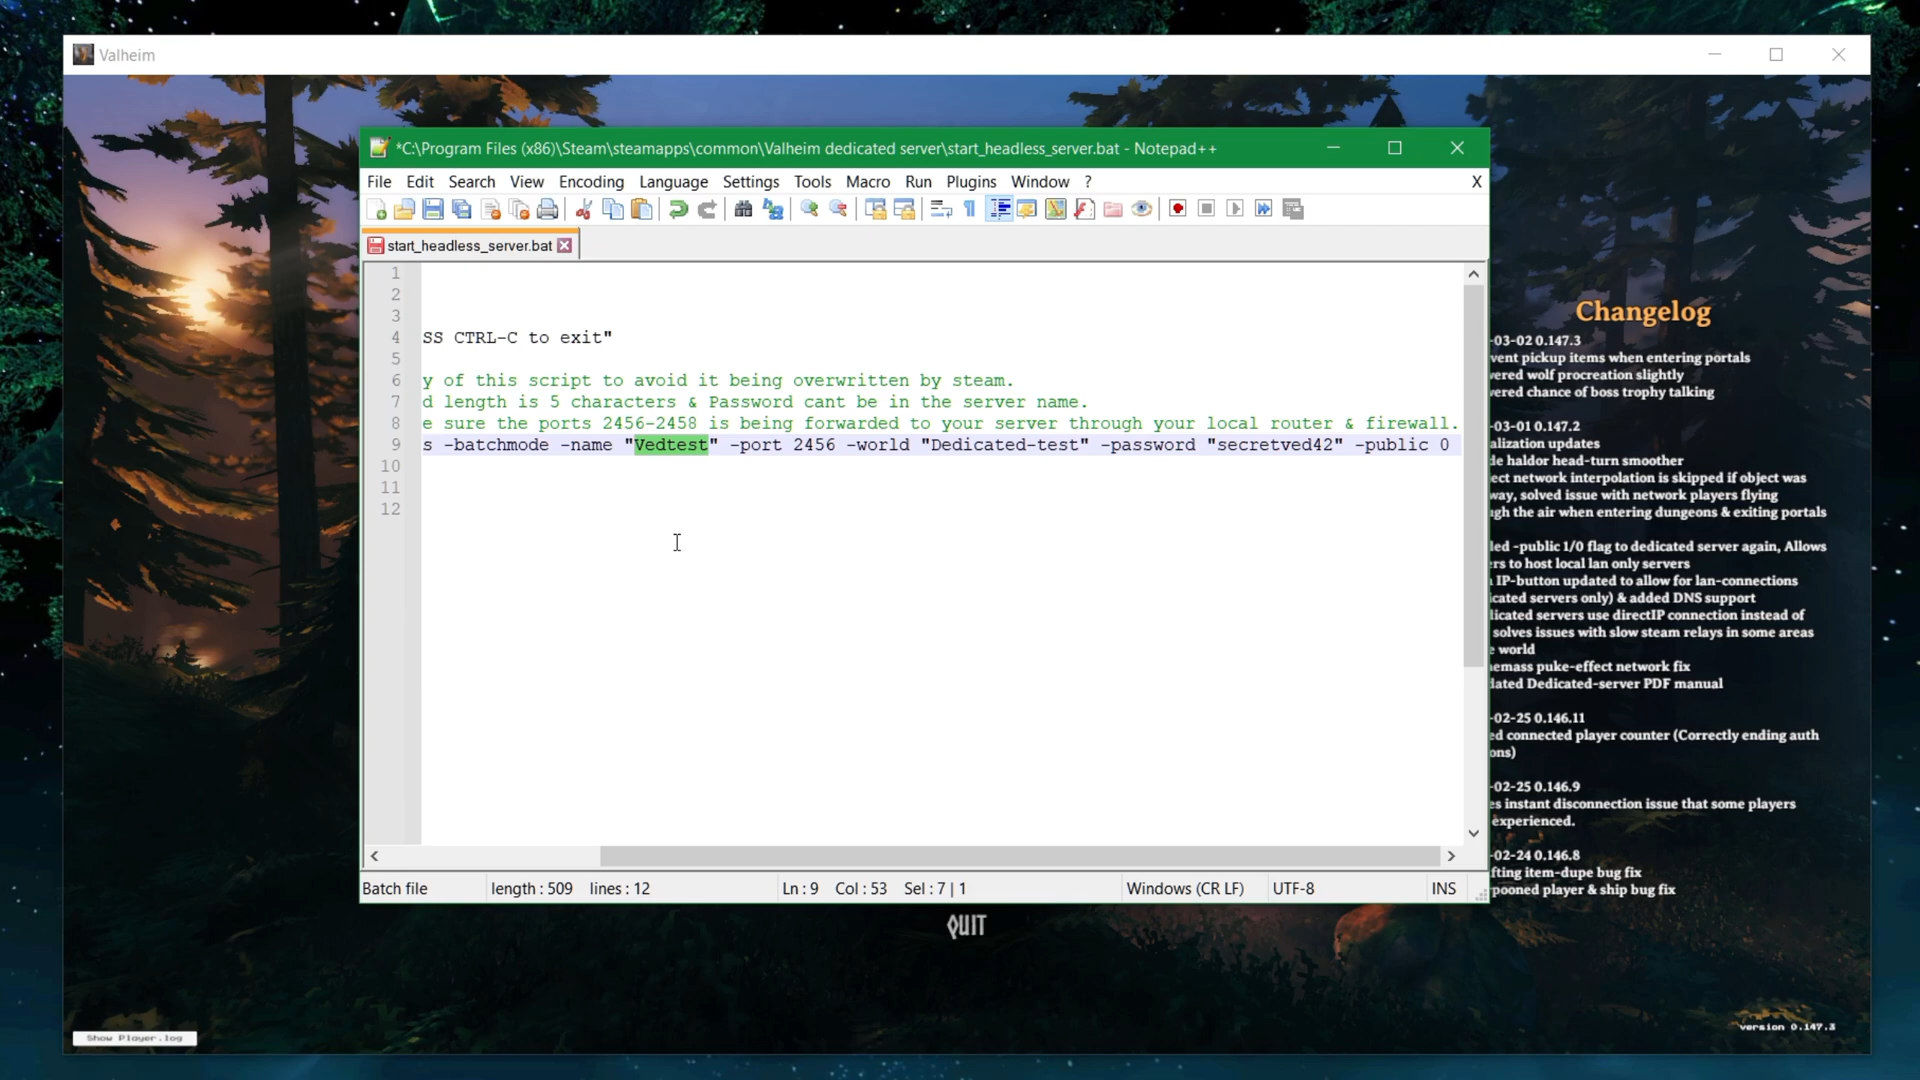 Valheim
*C:\Program Files (x86)\Steam\steamapps\common\Valheim dedicated server\start_headless_server.bat - Notepad++
File Edit Search View Encoding Language Settings Tools Macro Run Plugins Window ? X
start_headless_server.bat
1
2
3
4 SS CTRL-C to exit"
5
6 y of this script to avoid it being overwritten by steam.
7 d length is 5 characters & Password cant be in the server name.
8 e sure the ports 2456-2458 is being forwarded to your server through your local router & firewall.
9 s -batchmode -name "Vedtest" -port 2456 -world "Dedicated-test" -password "secretved42" -public 0
10
11
12
Batch file length : 509 lines : 12 Ln : 9 Col : 53 Sel : 7 | 1 Windows (CR LF) UTF-8 INS
Changelog
-03-02 0.147.3
vent pickup items when entering portals
vered wolf procreation slightly
vered chance of boss trophy talking
-03-01 0.147.2
alization updates
de haldor head-turn smoother
ect network interpolation is skipped if object was
way, solved issue with network players flying
gh the air when entering dungeons & exiting portals
led -public 1/0 flag to dedicated server again, Allows
rs to host local lan only servers
IP-button updated to allow for lan-connections
icated servers only) & added DNS support
licated servers use directIP connection instead of
solves issues with slow steam relays in some areas
e world
nemass puke-effect network fix
lated Dedicated-server PDF manual
-02-25 0.146.11
ed connected player counter (Correctly ending auth
ons)
-02-25 0.146.9
es instant disconnection issue that some players
experienced.
-02-24 0.146.8
fting item-dupe bug fix
pooned player & ship bug fix
QUIT
Show Player.log
version 0.147.3